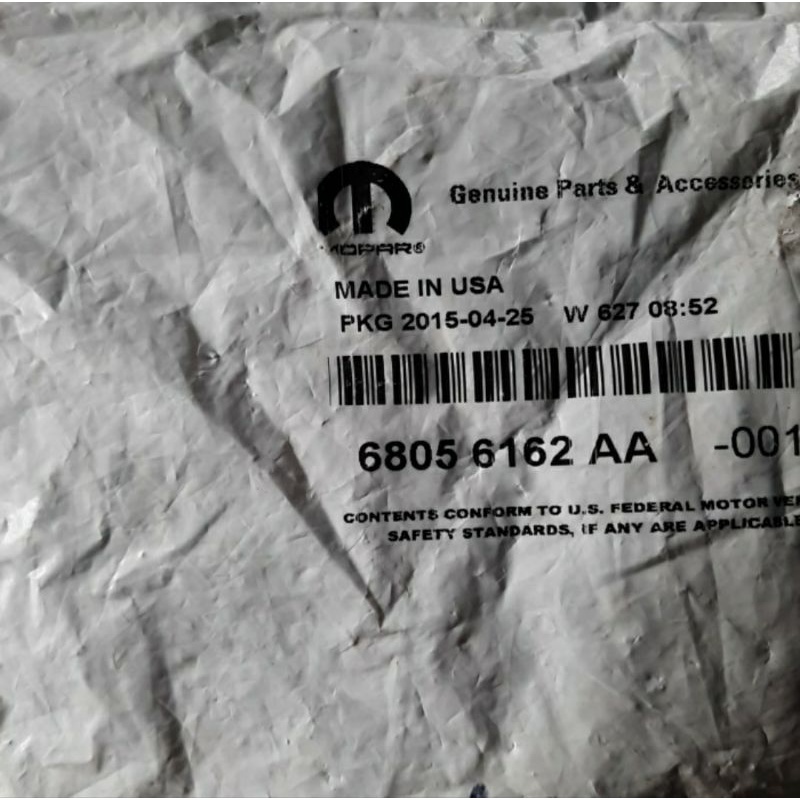 Genuine Parts & Accessories
MOPAR®
MADE IN USA
PKG 2015-04-25 W 627 08:52
6805 6162 AA -001
CONTENTS CONFORM TO U.S. FEDERAL MOTOR
SAFETY STANDARDS, IF ANY ARE APPLICABLE